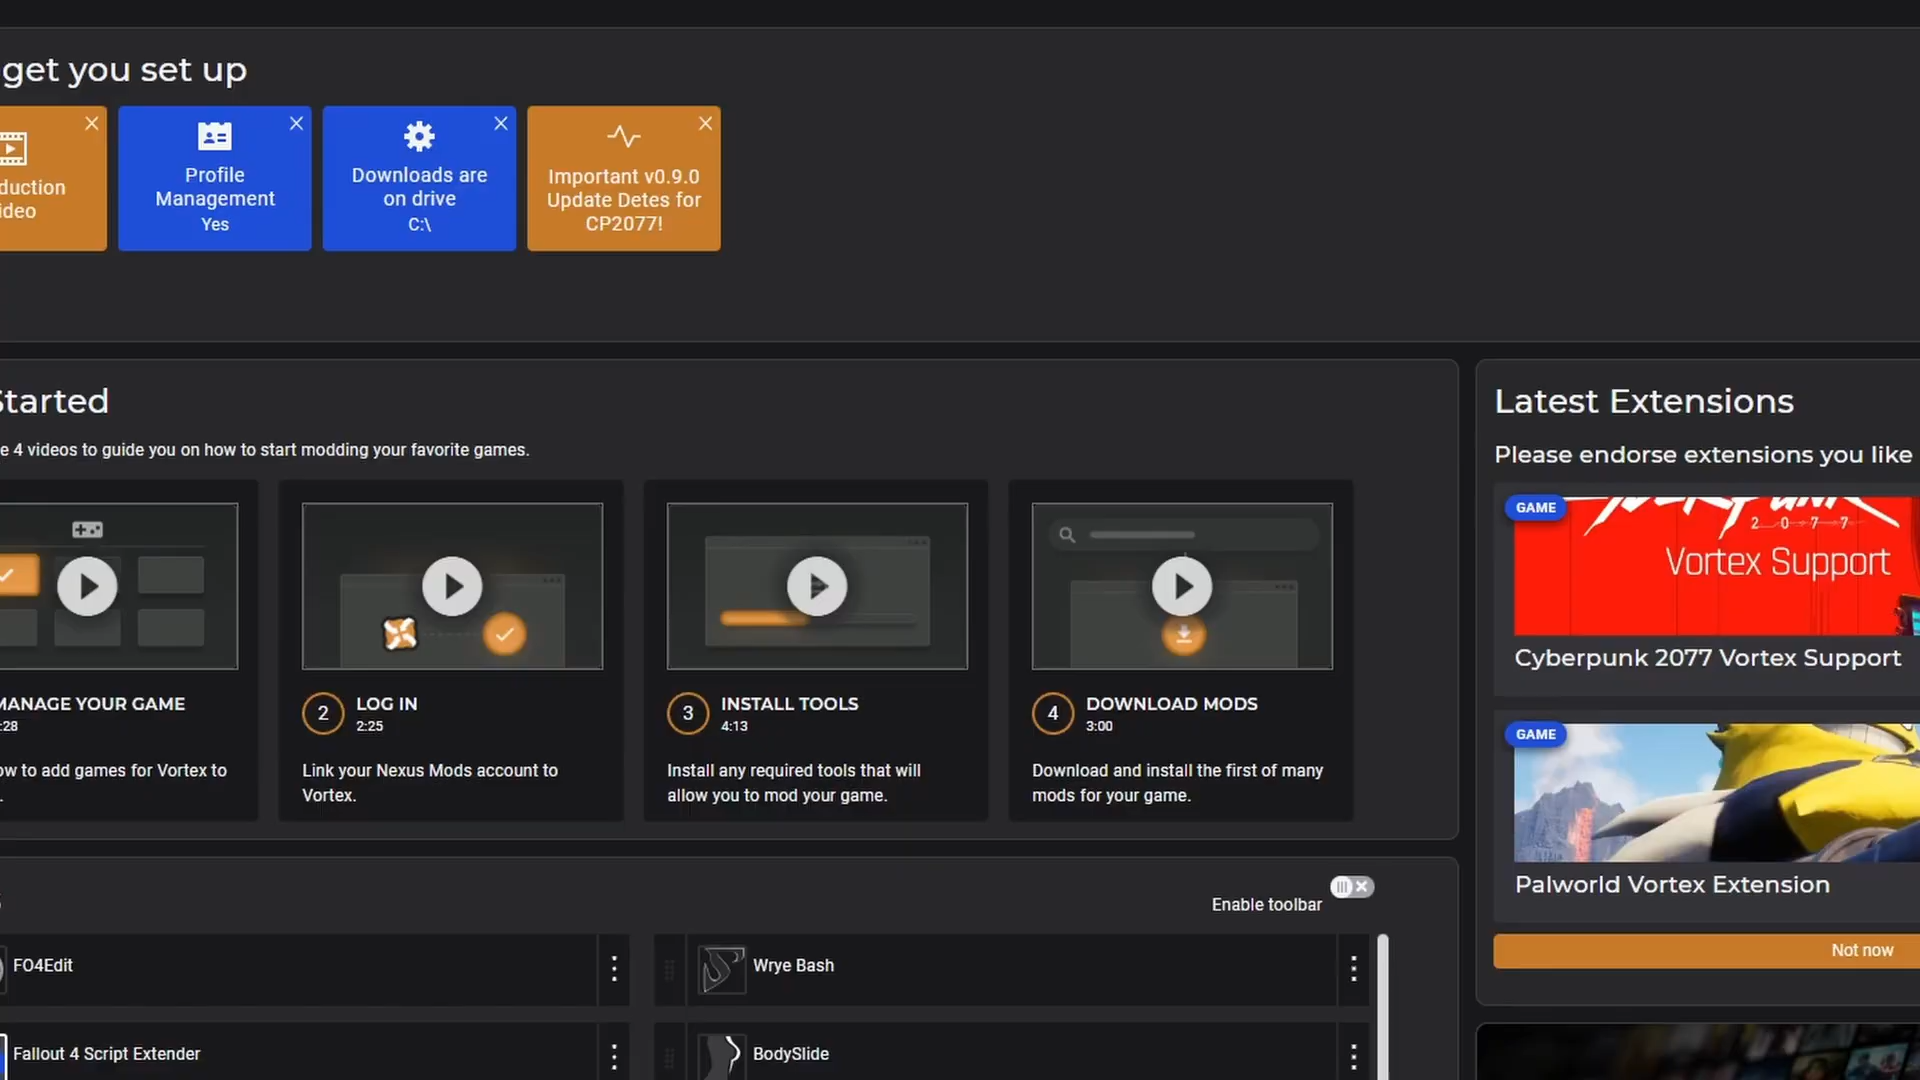 get you set up
duction
ideo
Profile
Management
Yes
Downloads are
on drive
C:\
Important v0.9.0
Update Detes for
CP2077!
Started
e 4 videos to guide you on how to start modding your favorite games.
MANAGE YOUR GAME
:28
ow to add games for Vortex to
.
2
LOG IN
2:25
Link your Nexus Mods account to
Vortex.
3
INSTALL TOOLS
4:13
Install any required tools that will
allow you to mod your game.
4
DOWNLOAD MODS
3:00
Download and install the first of many
mods for your game.
Latest Extensions
Please endorse extensions you like
GAME
2077
Vortex Support
Cyberpunk 2077 Vortex Support
GAME
Palworld Vortex Extension
Not now
Enable toolbar
FO4Edit
Wrye Bash
Fallout 4 Script Extender
BodySlide